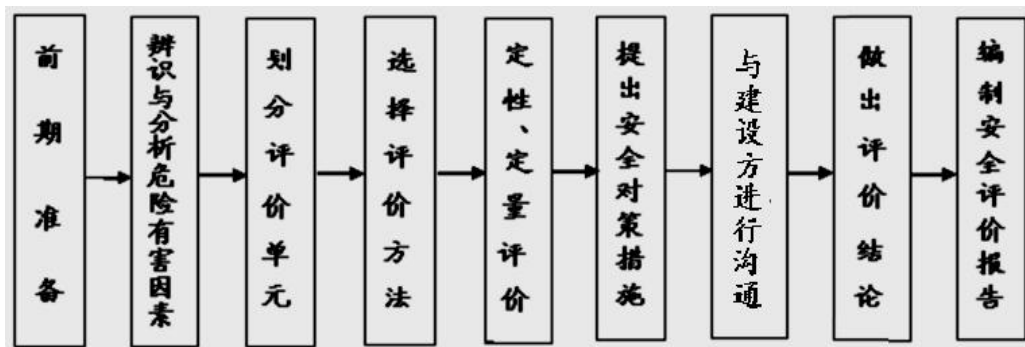 前期准备
辨识与分析危险有害因素
划分评价单元
选择评价方法
定性、定量评价
提出安全对策措施
与建设方进行沟通
做出评价结论
编制安全评价报告